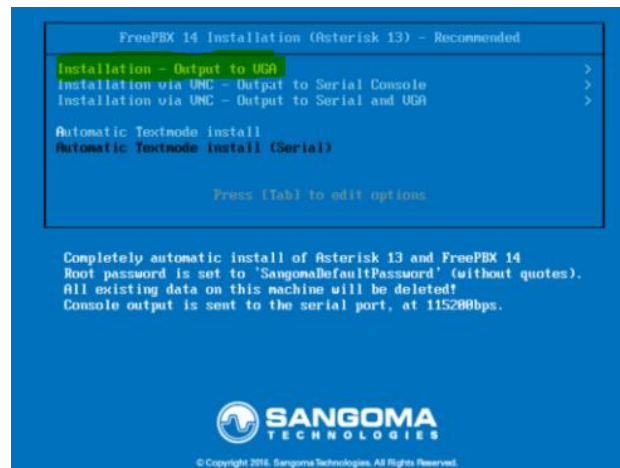 FreePBX 14 Installation (Asterisk 13) - Recommended
Installation - Output to VGA >
Installation via VNC - Output to Serial Console >
Installation via VNC - Output to Serial and VGA >
Automatic Textmode install
Automatic Textmode install (Serial)
Press [Tab] to edit options
Completely automatic install of Asterisk 13 and FreePBX 14
Root password is set to 'SangomaDefaultPassword' (without quotes).
All existing data on this machine will be deleted!
Console output is sent to the serial port, at 115200bps.
SANGOMA
TECHNOLOGIES
© Copyright 2016. Sangoma Technologies. All Rights Reserved.